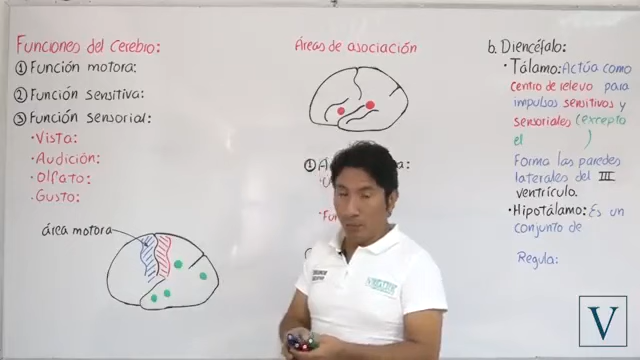 Funciones del cerebro:
① Función motora:
② Función sensitiva:
③ Función sensorial:
• Vista:
• Audición:
• Olfato:
• Gusto:
área motora
Áreas de asociación
①
b. Diencéfalo:
• Tálamo: Actúa como
centro de relevo para
impulsos sensitivos y
sensoriales (excepto
el )
Forma las paredes
laterales del III
ventrículo.
• Hipotálamo: Es un
conjunto de
Regula:
V